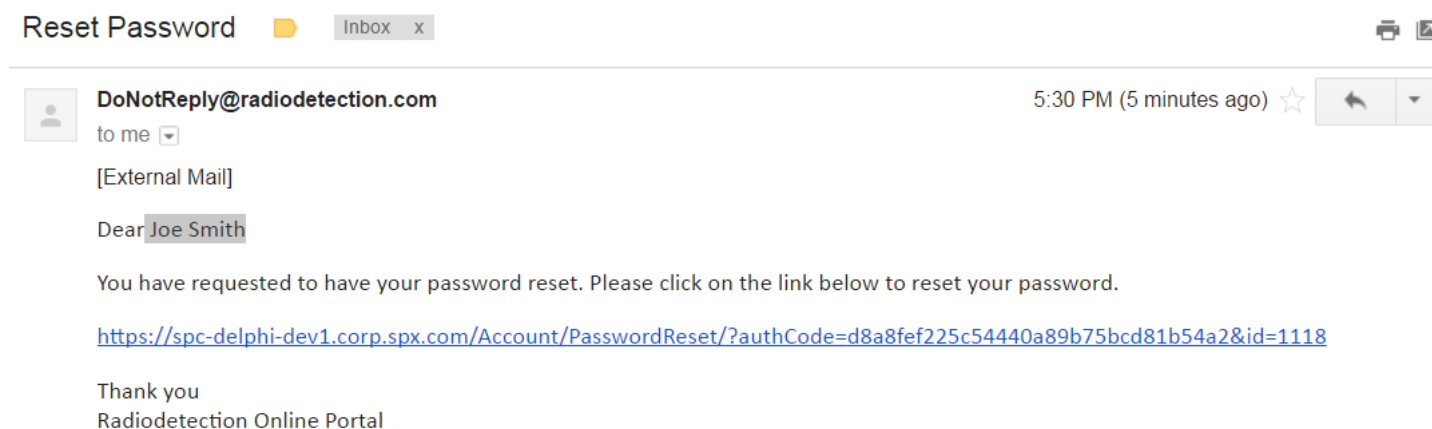 Reset Password Inbox x
DoNotReply@radiodetection.com 5:30 PM (5 minutes ago)
to me
[External Mail]
Dear Joe Smith
You have requested to have your password reset. Please click on the link below to reset your password.
https://spc-delphi-dev1.corp.spx.com/Account/PasswordReset/?authCode=d8a8fef225c54440a89b75bcd81b54a2&id=1118
Thank you
Radiodetection Online Portal